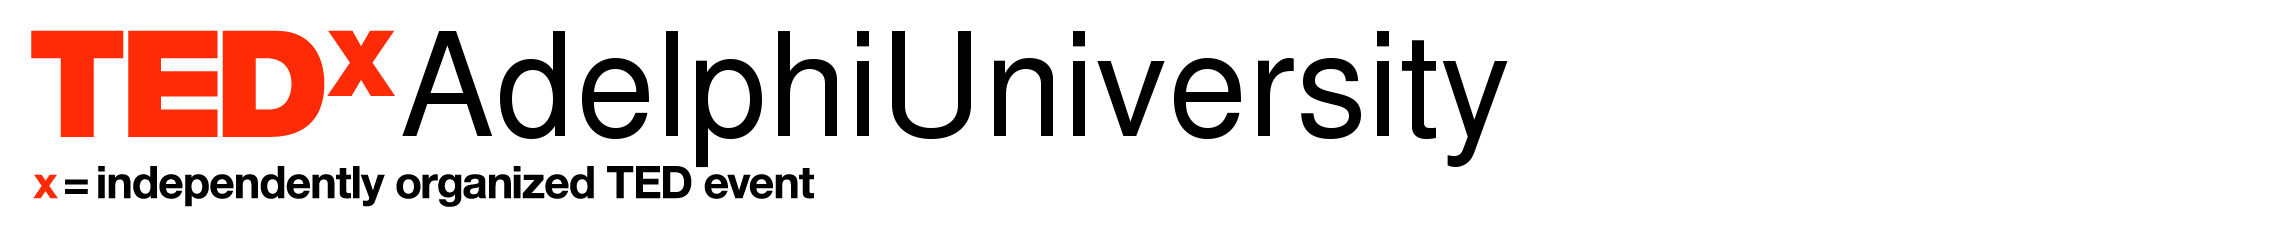 TEDxAdelphiUniversity
x = independently organized TED event